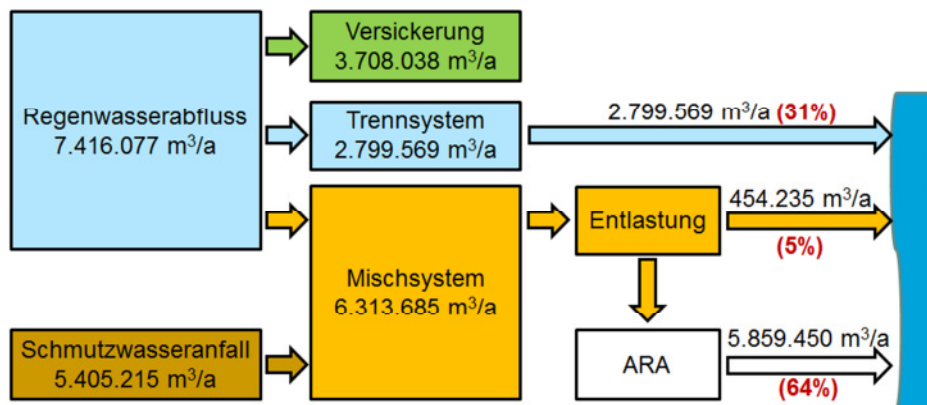 Regenwasserabfluss
7.416.077 m³/a
Versickerung
3.708.038 m³/a
Trennsystem
2.799.569 m³/a
2.799.569 m³/a (31%)
Mischsystem
6.313.685 m³/a
Entlastung
454.235 m³/a
(5%)
Schmutzwasseranfall
5.405.215 m³/a
ARA
5.859.450 m³/a
(64%)